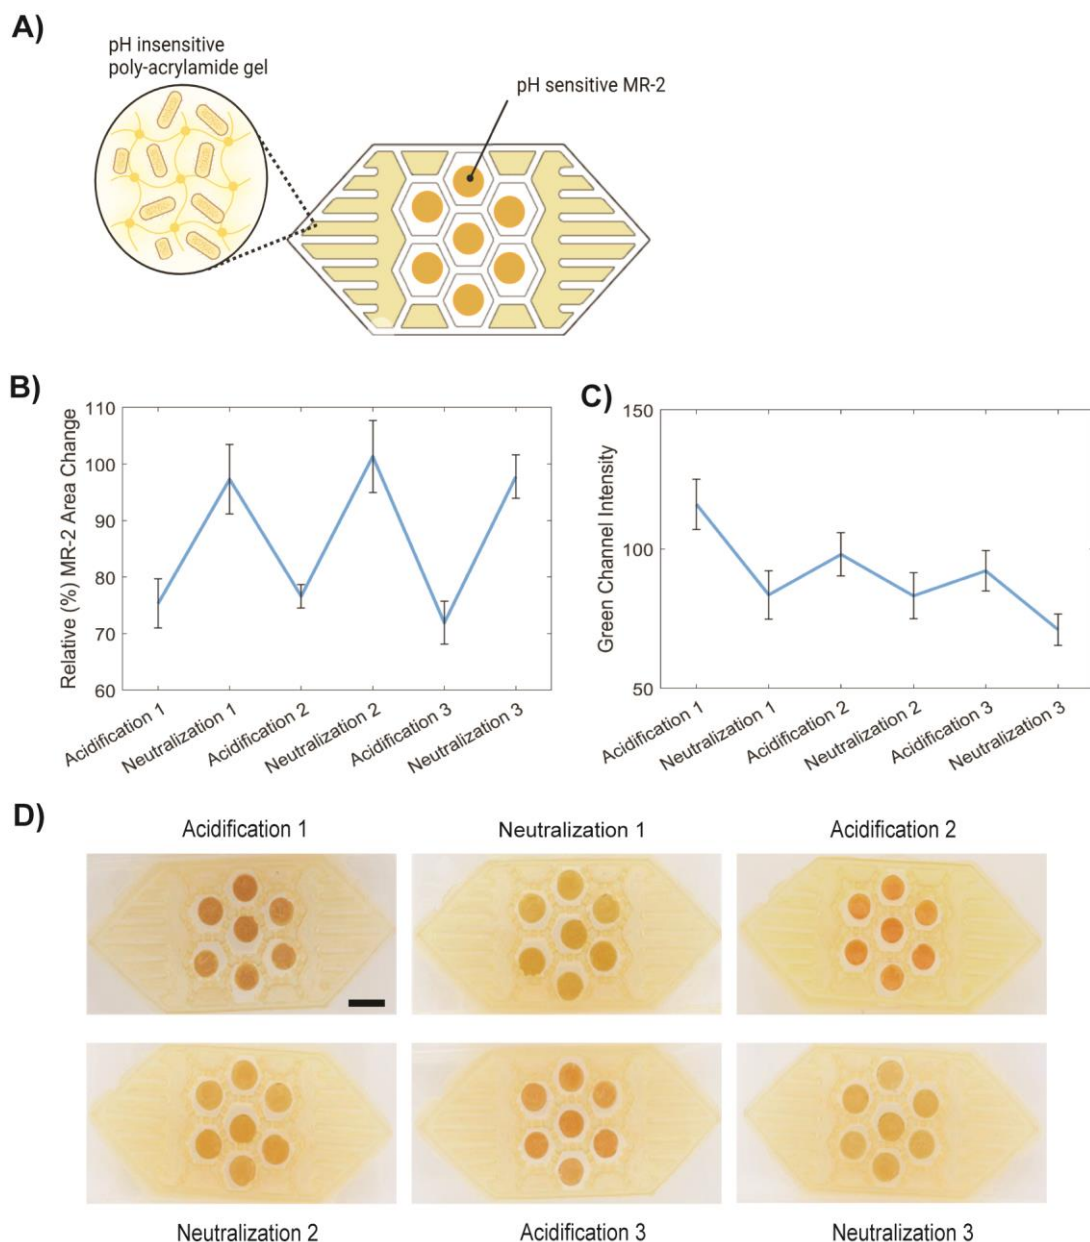 A)
pH insensitive
poly-acrylamide gel
pH sensitive MR-2
B)
Relative (%) MR-2 Area Change
110
100
90
80
70
60
Acidification 1
Neutralization 1
Acidification 2
Neutralization 2
Acidification 3
Neutralization 3
C)
Green Channel Intensity
150
100
50
Acidification 1
Neutralization 1
Acidification 2
Neutralization 2
Acidification 3
Neutralization 3
D)
Acidification 1
Neutralization 1
Acidification 2
Neutralization 2
Acidification 3
Neutralization 3